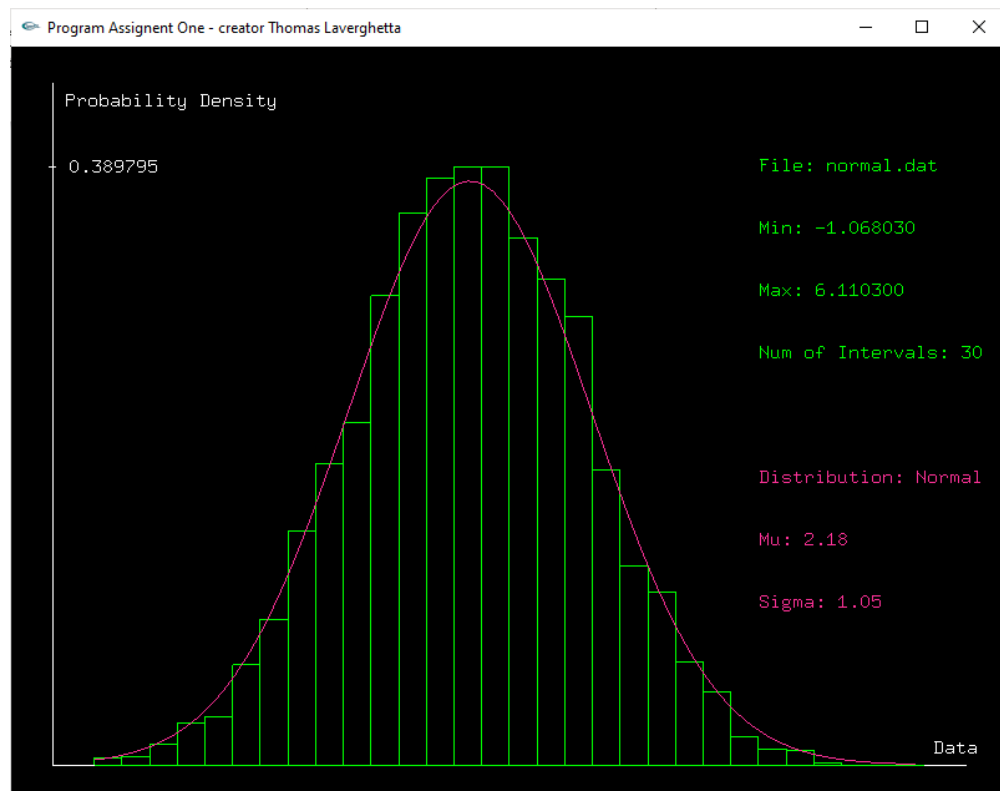 Program Assignent One - creator Thomas Laverghetta
Probability Density
0.389795
File: normal.dat
Min: -1.068030
Max: 6.110300
Num of Intervals: 30
Distribution: Normal
Mu: 2.18
Sigma: 1.05
Data